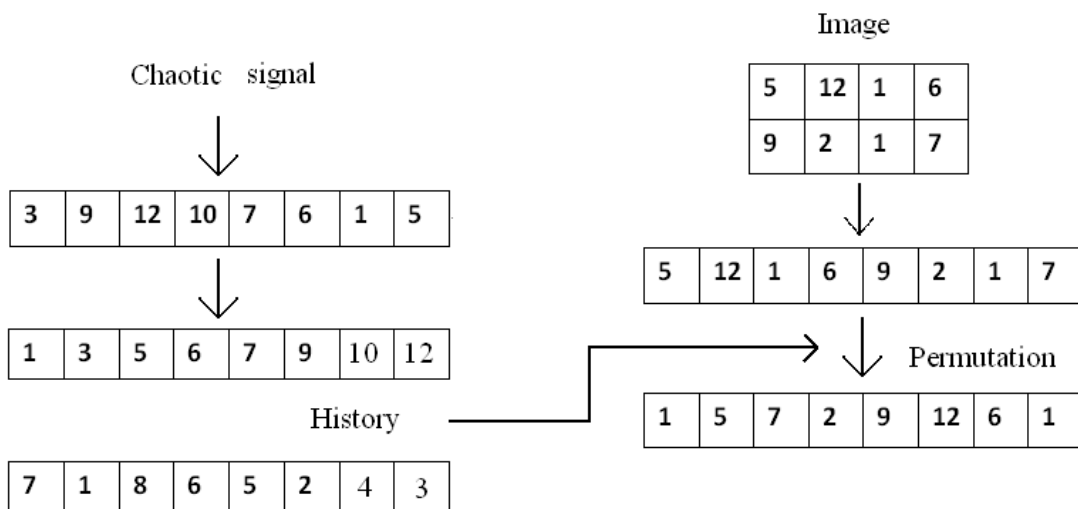 Chaotic signal
3 9 12 10 7 6 1 5
1 3 5 6 7 9 10 12
History
7 1 8 6 5 2 4 3
Image
5 12 1 6
9 2 1 7
5 12 1 6 9 2 1 7
Permutation
1 5 7 2 9 12 6 1